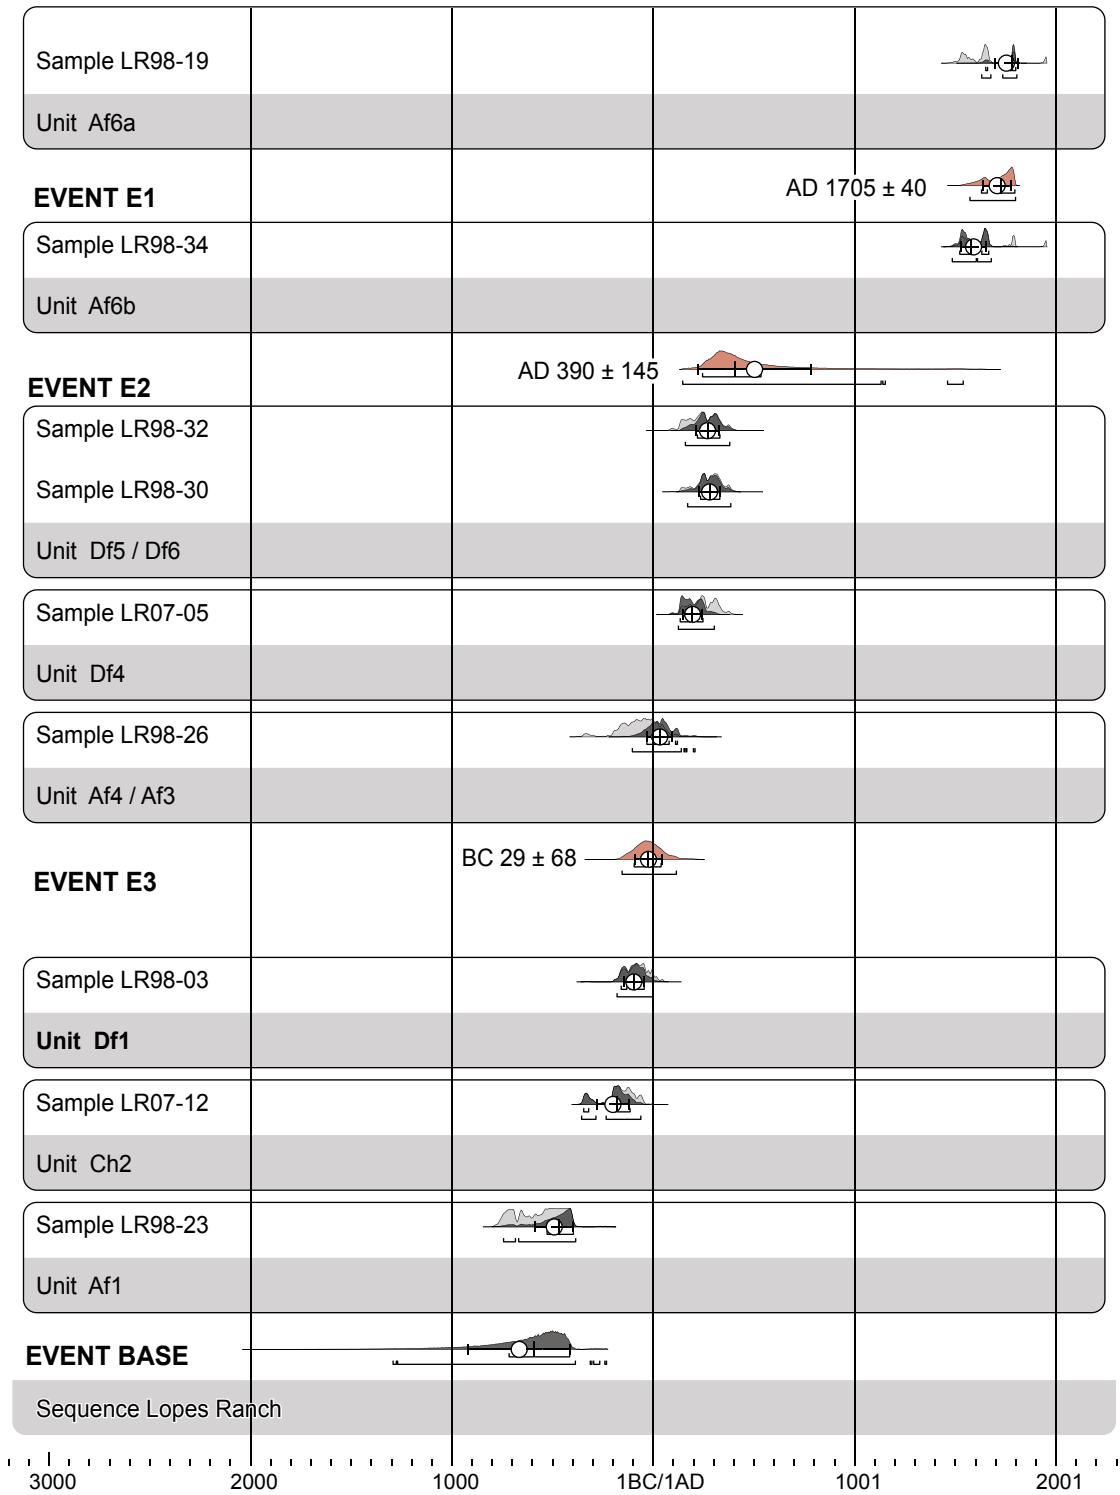 Sample LR98-19
Unit Af6a
EVENT E1
AD 1705 ± 40
Sample LR98-34
Unit Af6b
AD 390 ± 145
EVENT E2
Sample LR98-32
Sample LR98-30
Unit Df5 / Df6
Sample LR07-05
Unit Df4
Sample LR98-26
Unit Af4 / Af3
BC 29 ± 68
EVENT E3
Sample LR98-03
Unit Df1
Sample LR07-12
Unit Ch2
Sample LR98-23
Unit Af1
EVENT BASE
Sequence Lopes Ranch
3000 2000 1000 1BC/1AD 1001 2001